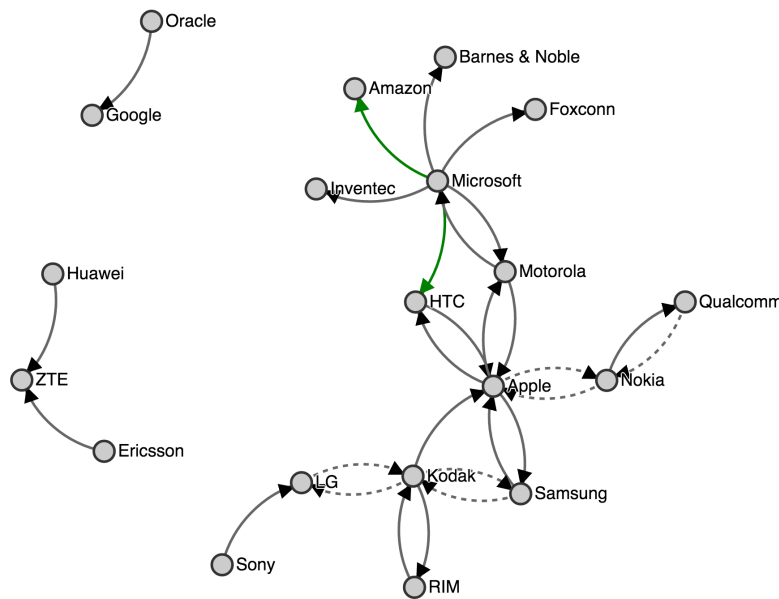 Oracle
Barnes & Noble
Amazon
Foxconn
Google
Microsoft
Inventec
Motorola
Huawei
HTC
Qualcomm
ZTE
Apple
Nokia
Ericsson
LG
Kodak
Samsung
Sony
RIM